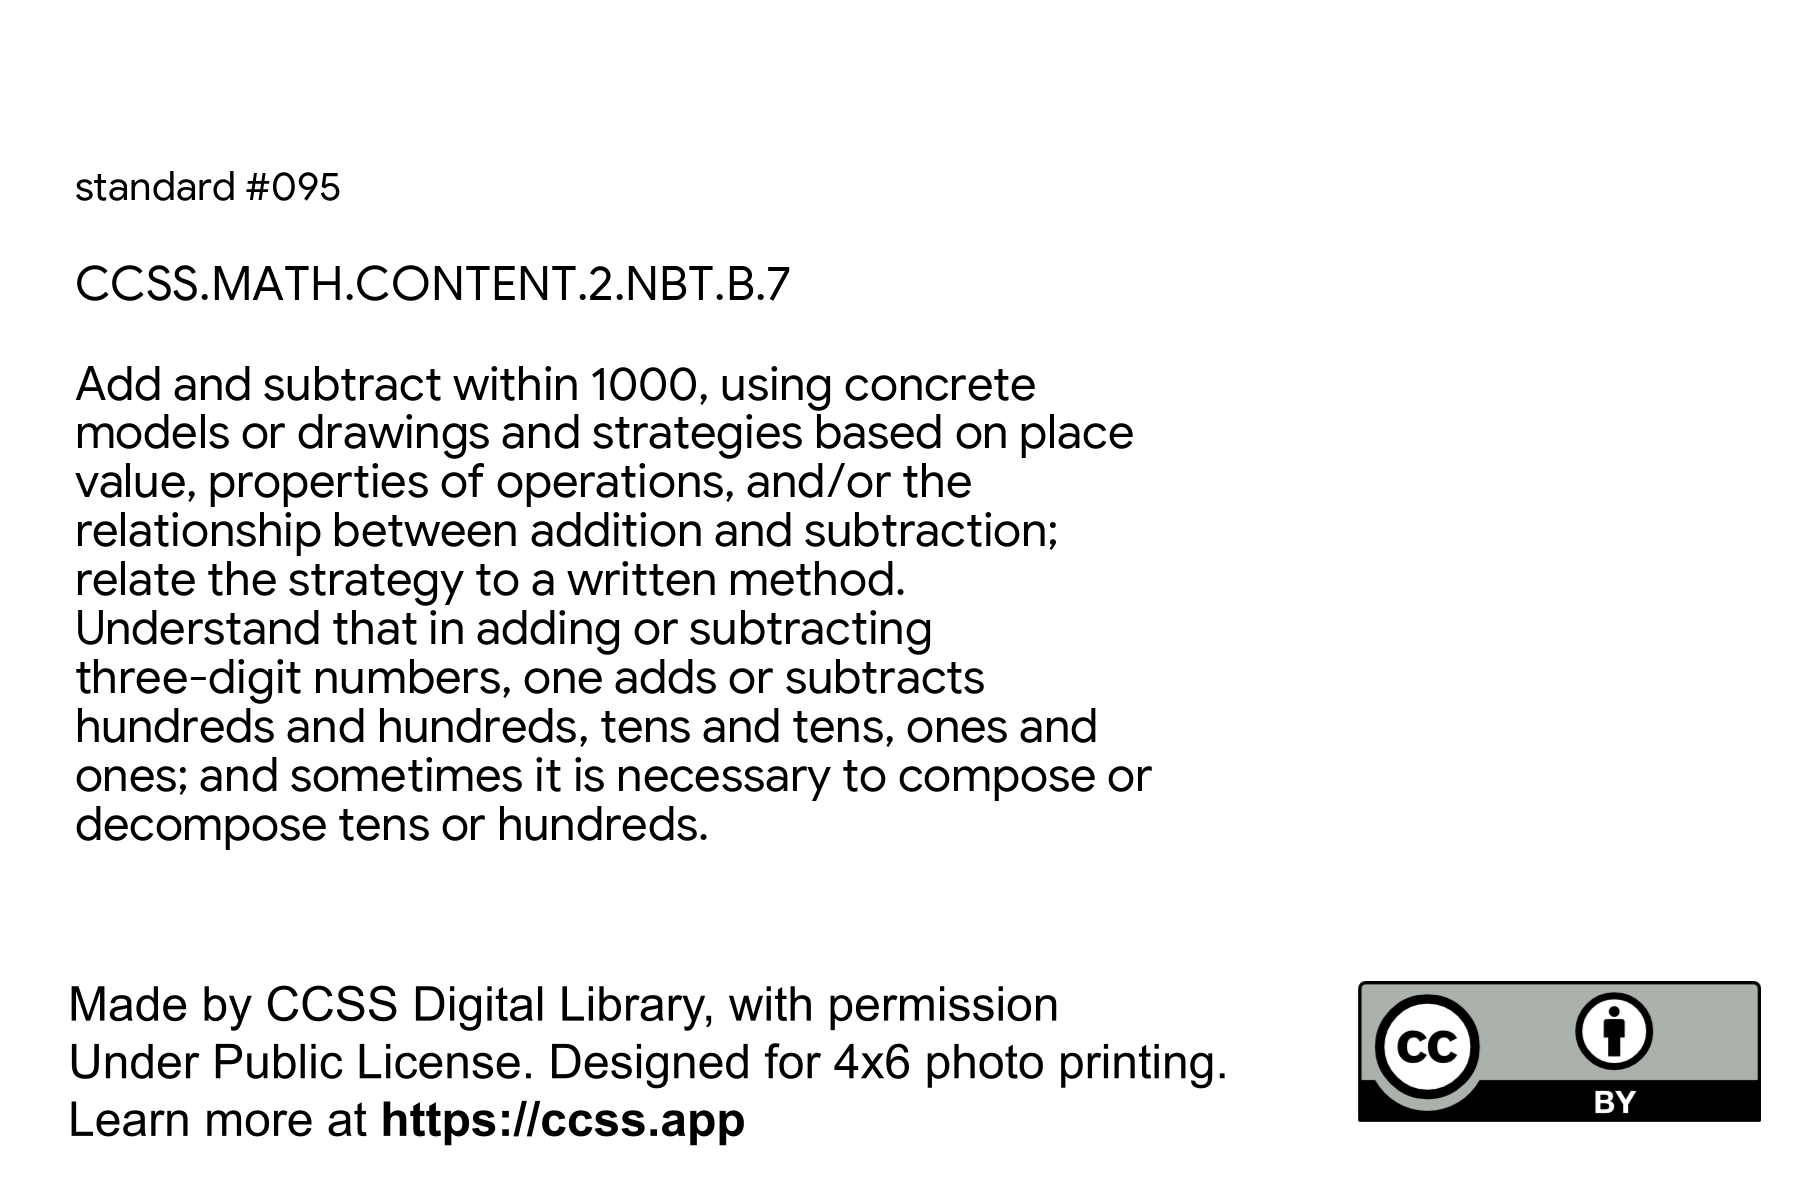 standard #095
CCSS.MATH.CONTENT.2.NBT.B.7
Add and subtract within 1000, using concrete
models or drawings and strategies based on place
value, properties of operations, and/or the
relationship between addition and subtraction;
relate the strategy to a written method.
Understand that in adding or subtracting
three-digit numbers, one adds or subtracts
hundreds and hundreds, tens and tens, ones and
ones; and sometimes it is necessary to compose or
decompose tens or hundreds.
Made by CCSS Digital Library, with permission
Under Public License. Designed for 4x6 photo printing.
Learn more at https://ccss.app
cc
BY